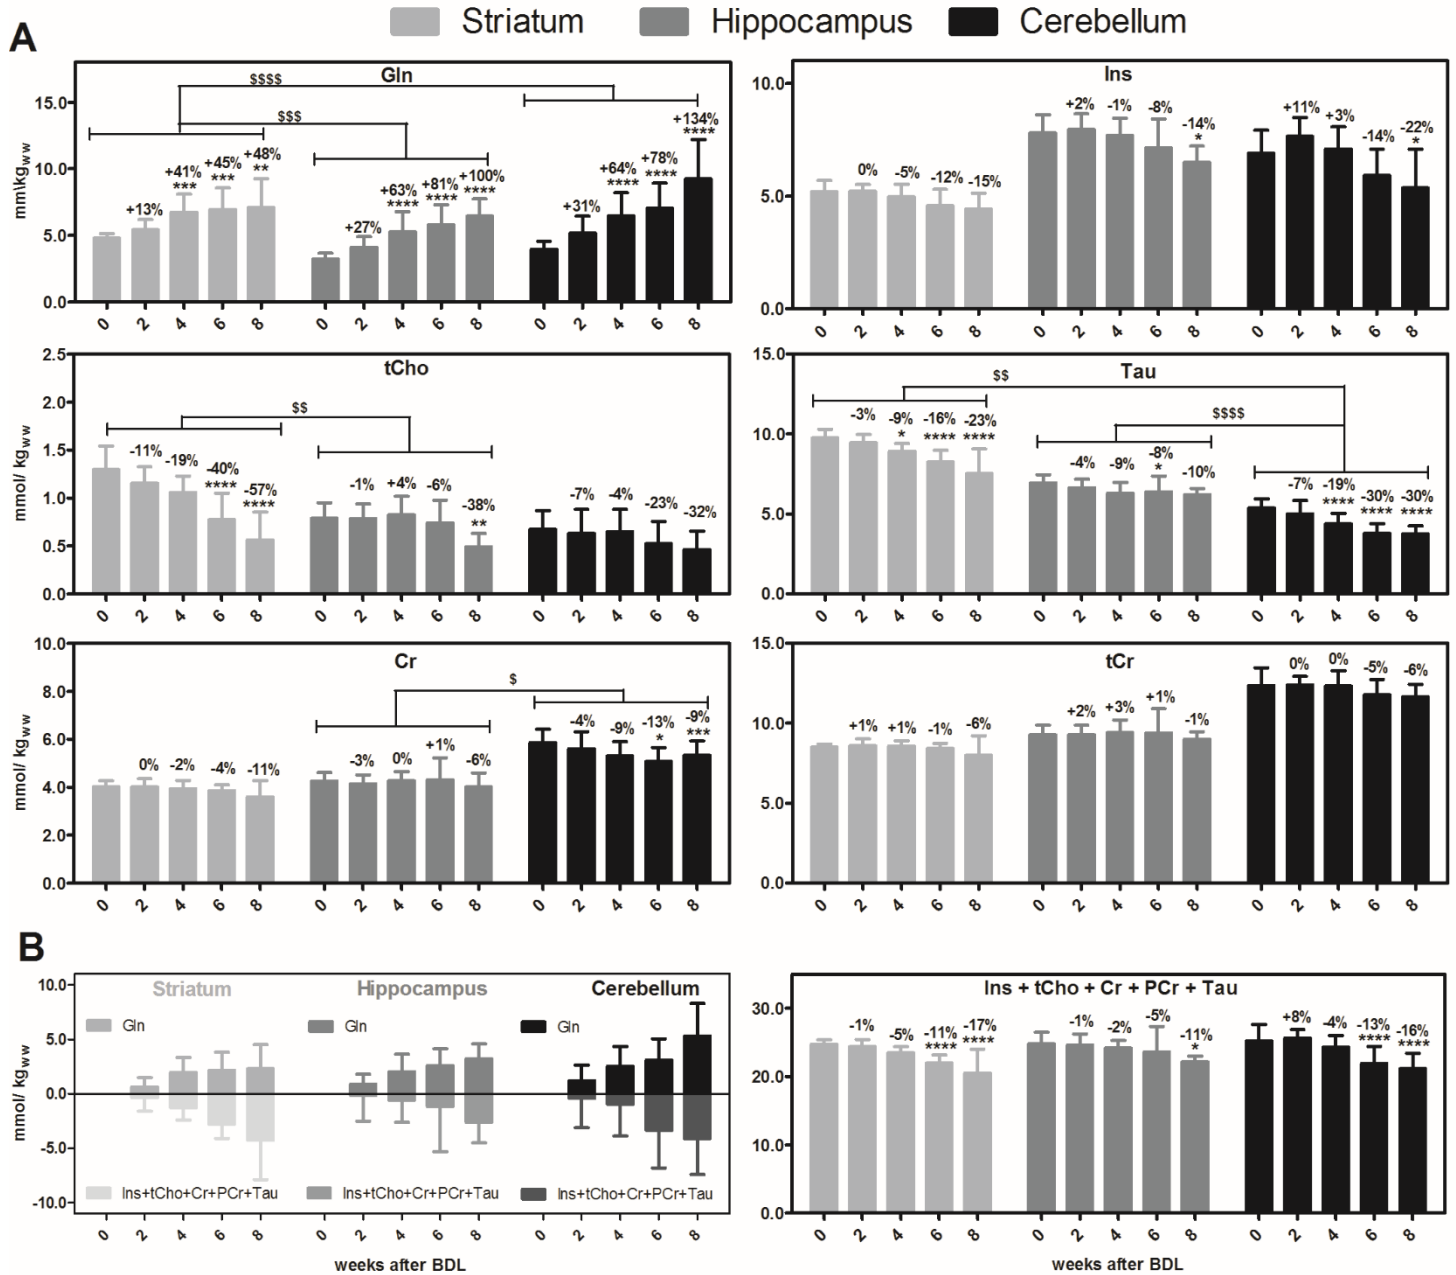 Striatum Hippocampus Cerebellum
A
Gln
mm\kgww
15.0
10.0
5.0
0.0
$$$$
$$$
+13% +41% +45% +48%
*** *** **
+27% +63% +81% +100%
**** **** ****
+31% +64% +78% +134%
**** **** ****
0 2 4 6 8 0 2 4 6 8 0 2 4 6 8
Ins
10.0
5.0
0.0
0% -5% -12% -15%
+2% -1% -8% -14%
*
+11% +3% -14% -22%
*
0 2 4 6 8 0 2 4 6 8 0 2 4 6 8
tCho
mmol/ kgww
2.5
2.0
1.5
1.0
0.5
0.0
$$
-11% -19% -40% -57%
**** ****
-1% +4% -6% -38%
**
-7% -4% -23% -32%
0 2 4 6 8 0 2 4 6 8 0 2 4 6 8
Tau
15.0
10.0
5.0
0.0
$$
$$$$
-3% -9% -16% -23%
* **** ****
-4% -9% -8% -10%
*
-7% -19% -30% -30%
**** **** ****
0 2 4 6 8 0 2 4 6 8 0 2 4 6 8
Cr
mmol/ kgww
10.0
8.0
6.0
4.0
2.0
0.0
$
0% -2% -4% -11%
-3% 0% +1% -6%
-4% -9% -13% -9%
* ***
0 2 4 6 8 0 2 4 6 8 0 2 4 6 8
tCr
15.0
10.0
5.0
0.0
+1% +1% -1% -6%
+2% +3% +1% -1%
0% 0% -5% -6%
0 2 4 6 8 0 2 4 6 8 0 2 4 6 8
B
mmol/ kgww
10.0
5.0
0.0
-5.0
-10.0
Striatum Hippocampus Cerebellum
Gln Gln Gln
Ins+tCho+Cr+PCr+Tau Ins+tCho+Cr+PCr+Tau Ins+tCho+Cr+PCr+Tau
0 2 4 6 8 0 2 4 6 8 0 2 4 6 8
weeks after BDL
Ins + tCho + Cr + PCr + Tau
30.0
20.0
10.0
0.0
-1% -5% -11% -17%
**** ****
-1% -2% -5% -11%
*
+8% -4% -13% -16%
**** ****
0 2 4 6 8 0 2 4 6 8 0 2 4 6 8
weeks after BDL